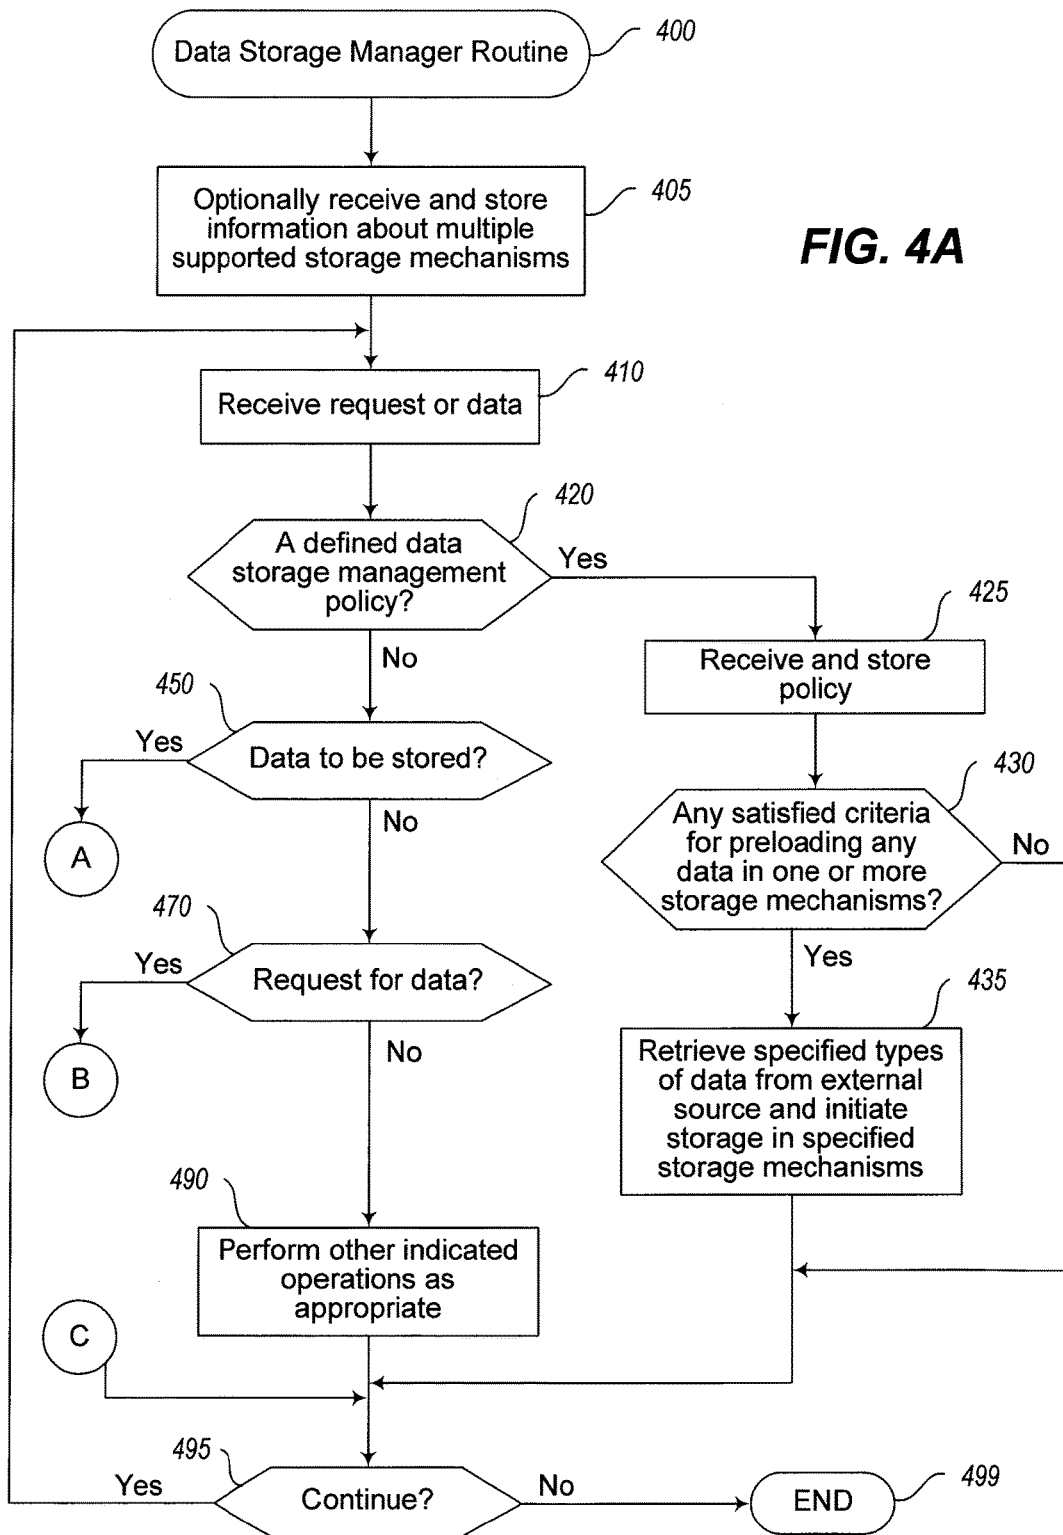 Data Storage Manager Routine
400
Optionally receive and store
information about multiple
supported storage mechanisms
405
FIG. 4A
Receive request or data
410
A defined data
storage management
policy?
420
Yes
No
Receive and store
policy
425
450
Yes
Data to be stored?
No
A
Any satisfied criteria
for preloading any
data in one or more
storage mechanisms?
430
No
Yes
470
Yes
Request for data?
No
B
Retrieve specified types
of data from external
source and initiate
storage in specified
storage mechanisms
435
490
Perform other indicated
operations as
appropriate
C
495
Yes
Continue?
No
END
499